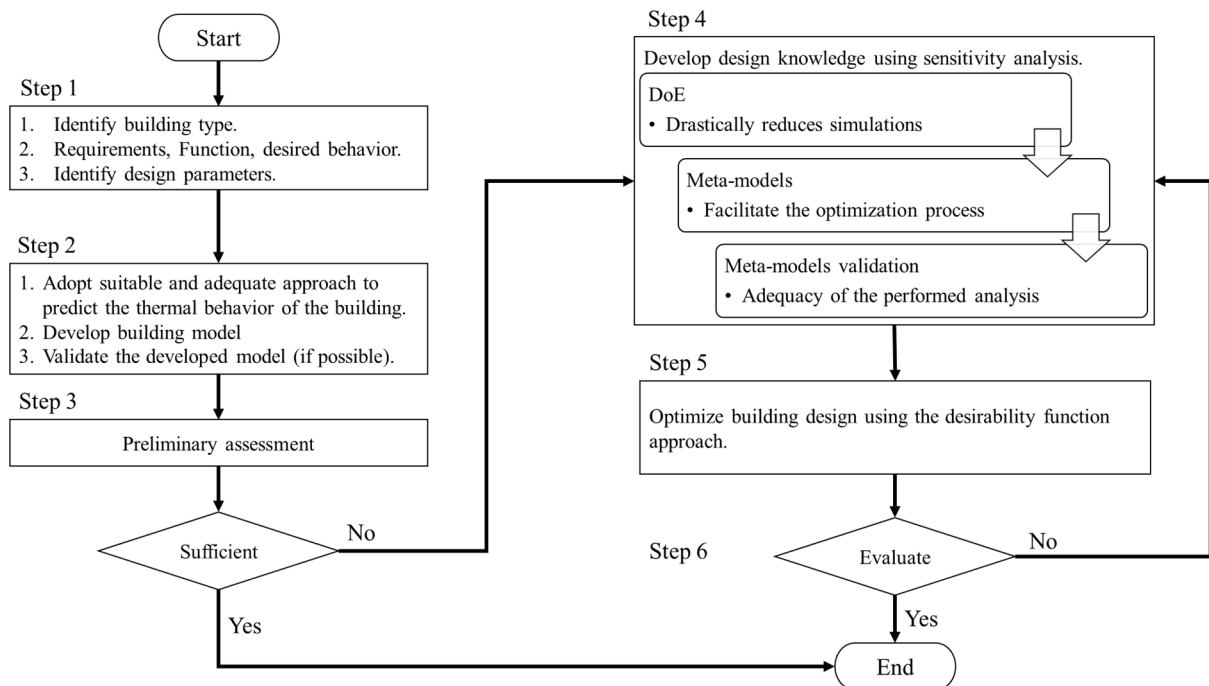 Start
Step 1
1. Identify building type.
2. Requirements, Function, desired behavior.
3. Identify design parameters.
Step 2
1. Adopt suitable and adequate approach to
predict the thermal behavior of the building.
2. Develop building model
3. Validate the developed model (if possible).
Step 3
Preliminary assessment
Sufficient
No
Yes
Step 4
Develop design knowledge using sensitivity analysis.
DoE
• Drastically reduces simulations
Meta-models
• Facilitate the optimization process
Meta-models validation
• Adequacy of the performed analysis
Step 5
Optimize building design using the desirability function
approach.
Step 6
Evaluate
No
Yes
End